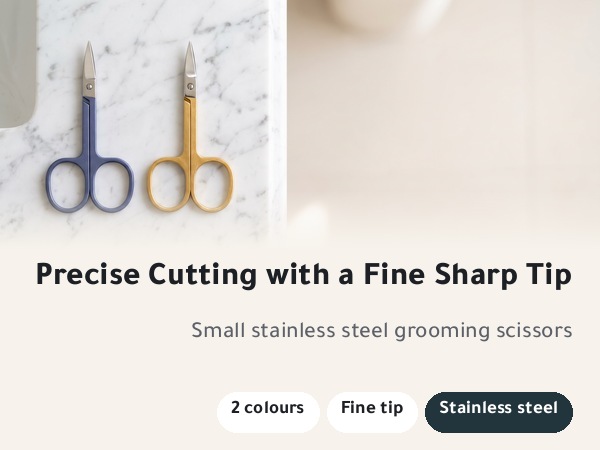 Precise Cutting with a Fine Sharp Tip
Small stainless steel grooming scissors
2 colours Fine tip Stainless steel